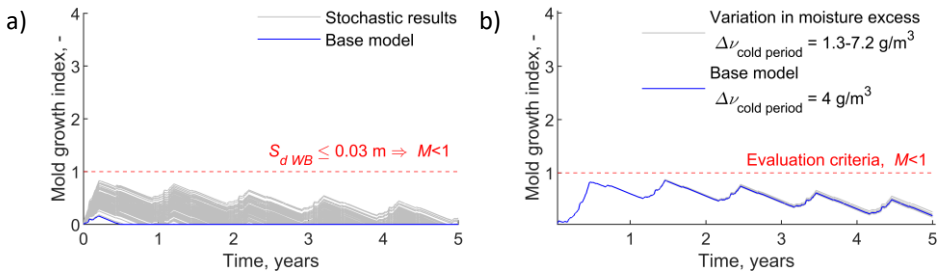 a)
Mold growth index, -
4
3
2
1
0
Stochastic results
Base model
S_d WB ≤ 0.03 m ⇒ M<1
0 1 2 3 4 5
Time, years
b)
Mold growth index, -
4
3
2
1
0
Variation in moisture excess
Δν_cold period = 1.3-7.2 g/m³
Base model
Δν_cold period = 4 g/m³
Evaluation criteria, M<1
1 2 3 4 5
Time, years